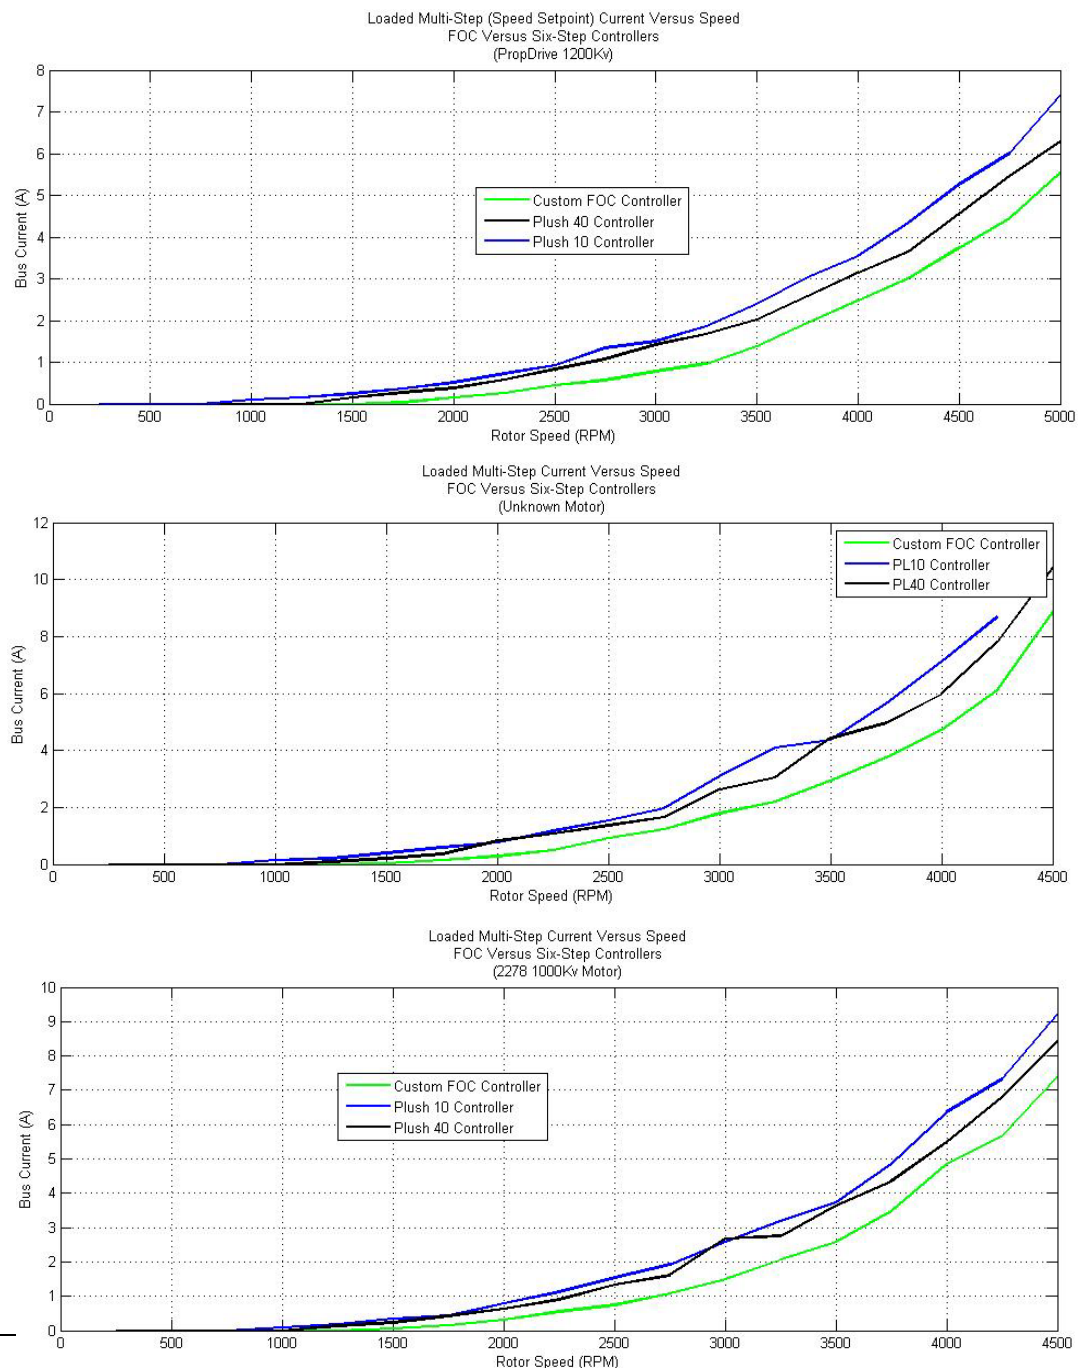 Loaded Multi-Step (Speed Setpoint) Current Versus Speed
FOC Versus Six-Step Controllers
(PropDrive 1200Kv)
8
7
6
5
4
3
2
1
0
Bus Current (A)
Custom FOC Controller
Plush 40 Controller
Plush 10 Controller
0 500 1000 1500 2000 2500 3000 3500 4000 4500 5000
Rotor Speed (RPM)
Loaded Multi-Step Current Versus Speed
FOC Versus Six-Step Controllers
(Unknown Motor)
12
10
8
6
4
2
0
Bus Current (A)
Custom FOC Controller
PL10 Controller
PL40 Controller
0 500 1000 1500 2000 2500 3000 3500 4000 4500
Rotor Speed (RPM)
Loaded Multi-Step Current Versus Speed
FOC Versus Six-Step Controllers
(2278 1000Kv Motor)
10
9
8
7
6
5
4
3
2
1
0
Bus Current (A)
Custom FOC Controller
Plush 10 Controller
Plush 40 Controller
0 500 1000 1500 2000 2500 3000 3500 4000 4500
Rotor Speed (RPM)